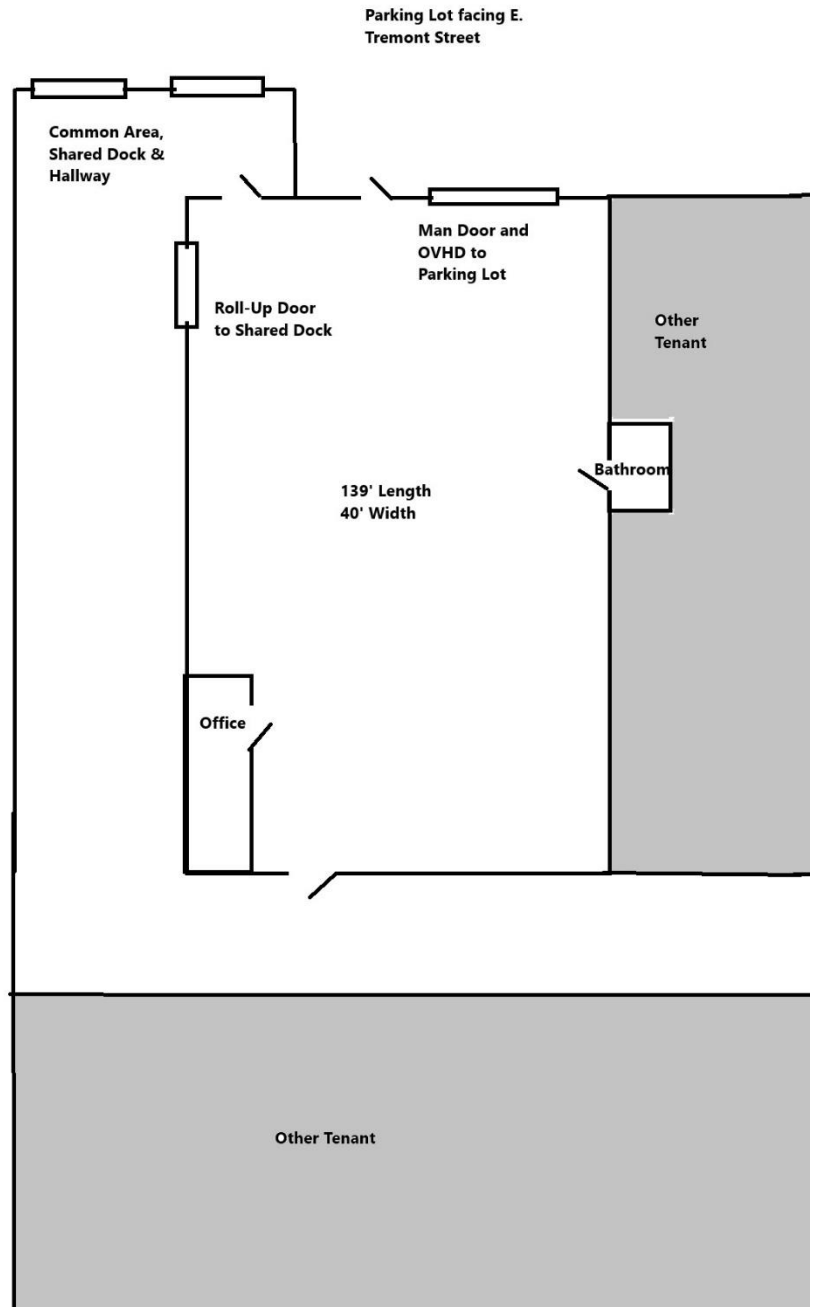 Parking Lot facing E.
Tremont Street
Common Area,
Shared Dock &
Hallway
Man Door and
OVHD to
Parking Lot
Roll-Up Door
to Shared Dock
Other
Tenant
Bathroom
139' Length
40' Width
Office
Other Tenant